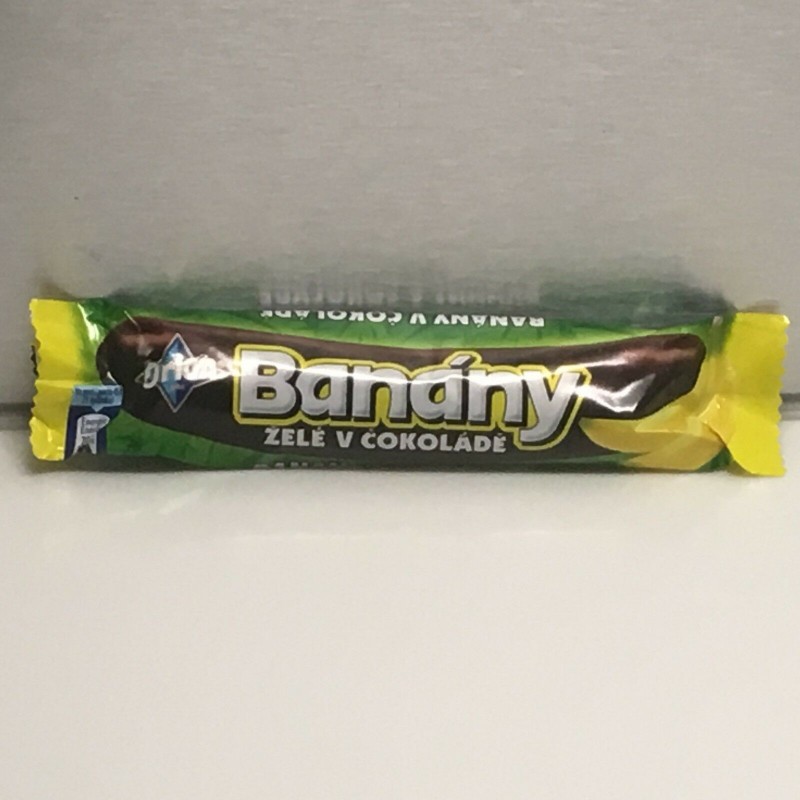 BANÁNY V ČOKOLÁDĚ
Orion
Banány
ŽELÉ V ČOKOLÁDĚ